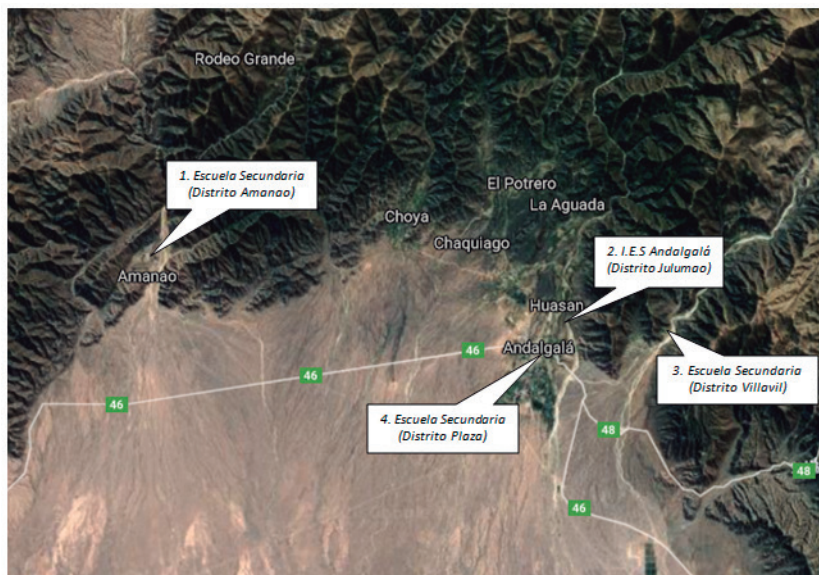 Rodeo Grande
1. Escuela Secundaria
(Distrito Amanao)
El Potrero
La Aguada
Choya
Chaquiago
2. I.E.S Andalgalá
(Distrito Julumao)
Amanao
Huasan
46
Andalgalá
46
3. Escuela Secundaria
(Distrito Villavil)
46
4. Escuela Secundaria
(Distrito Plaza)
48
48
46